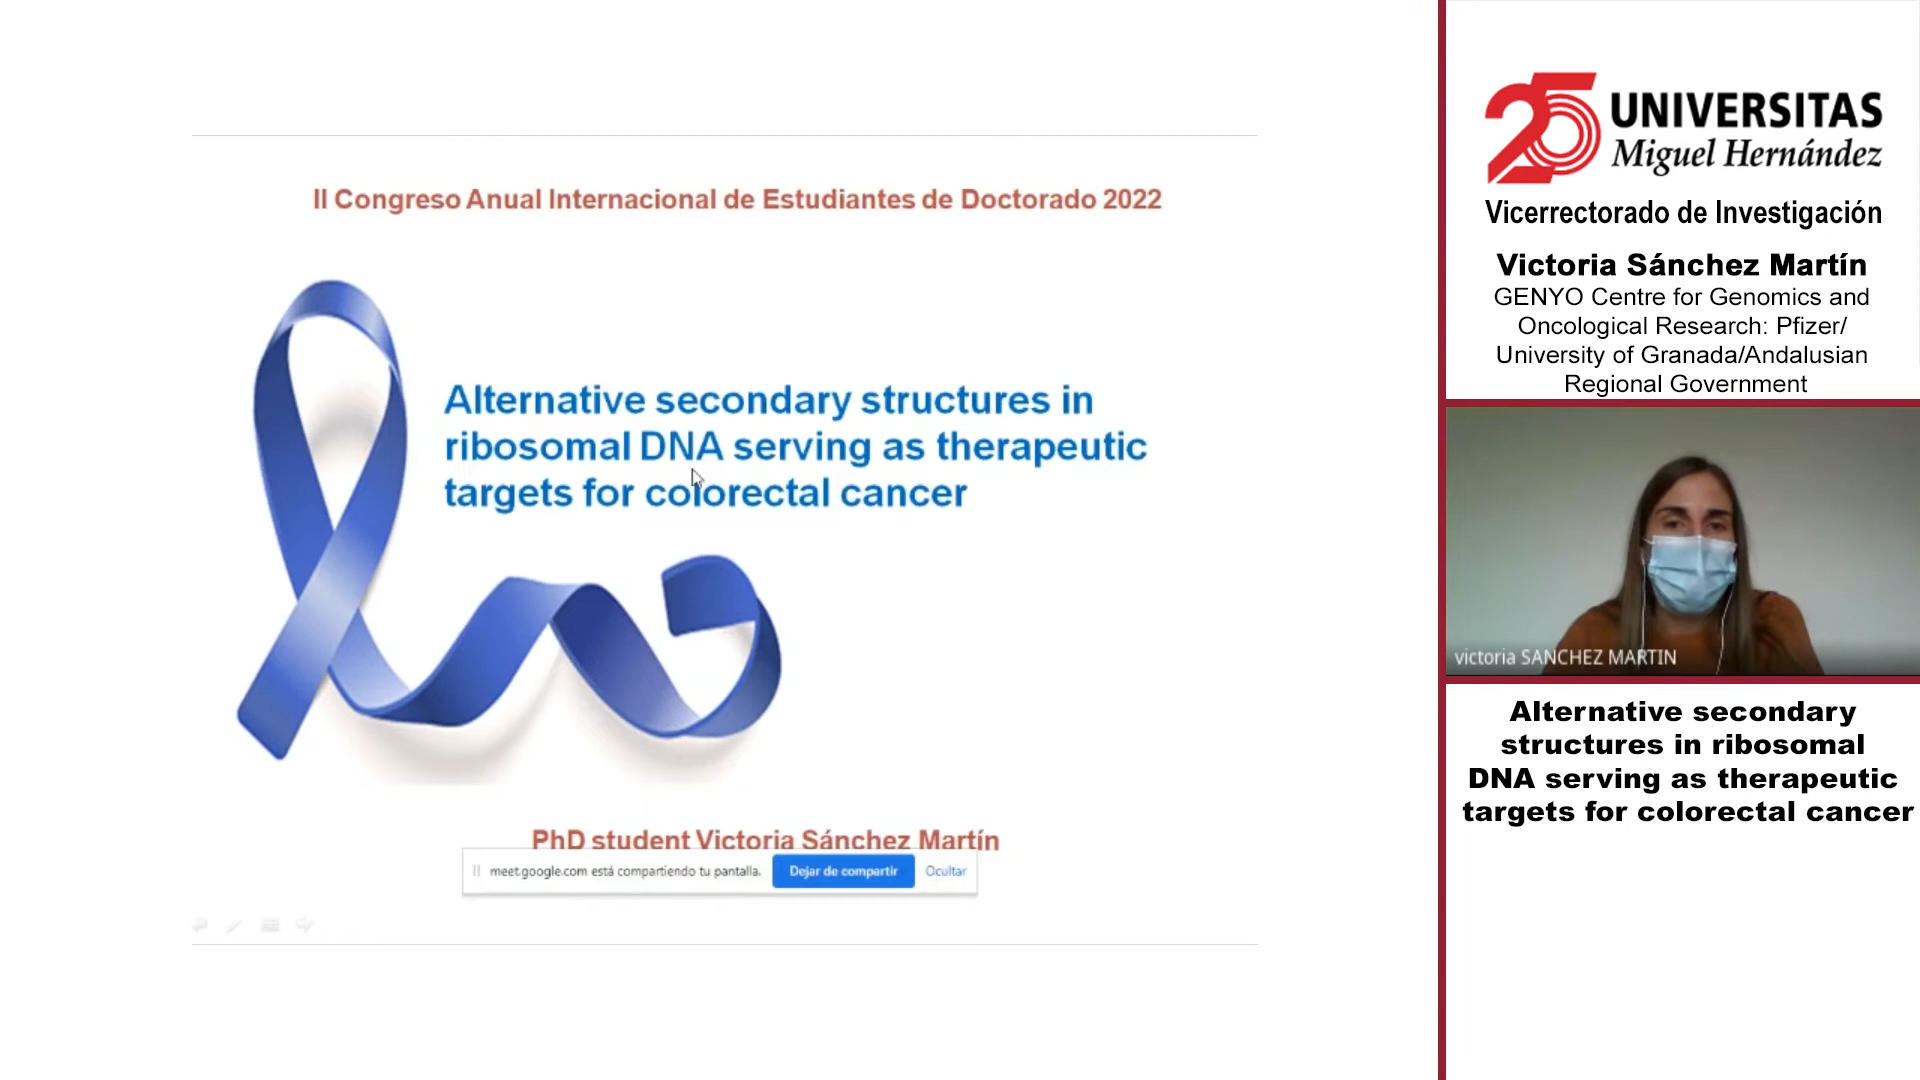 II Congreso Anual Internacional de Estudiantes de Doctorado 2022
Alternative secondary structures in
ribosomal DNA serving as therapeutic
targets for colorectal cancer
PhD student Victoria Sánchez Martín
meet.google.com está compartiendo tu pantalla.
Dejar de compartir
Ocultar
25 UNIVERSITAS
Miguel Hernández
Vicerrectorado de Investigación
Victoria Sánchez Martín
GENYO Centre for Genomics and
Oncological Research: Pfizer/
University of Granada/Andalusian
Regional Government
victoria SANCHEZ MARTIN
Alternative secondary
structures in ribosomal
DNA serving as therapeutic
targets for colorectal cancer